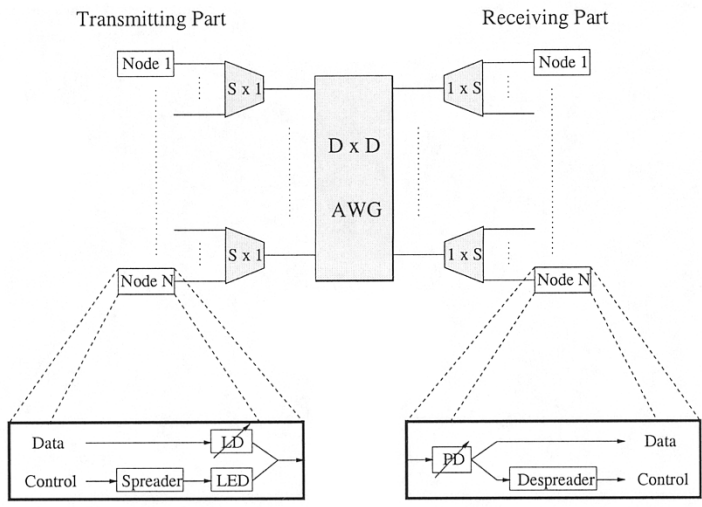 Transmitting Part
Receiving Part
Node 1
Node 1
S x 1
1 x S
D x D
AWG
S x 1
1 x S
Node N
Node N
Data
LD
Control
Spreader
LED
PD
Data
Despreader
Control